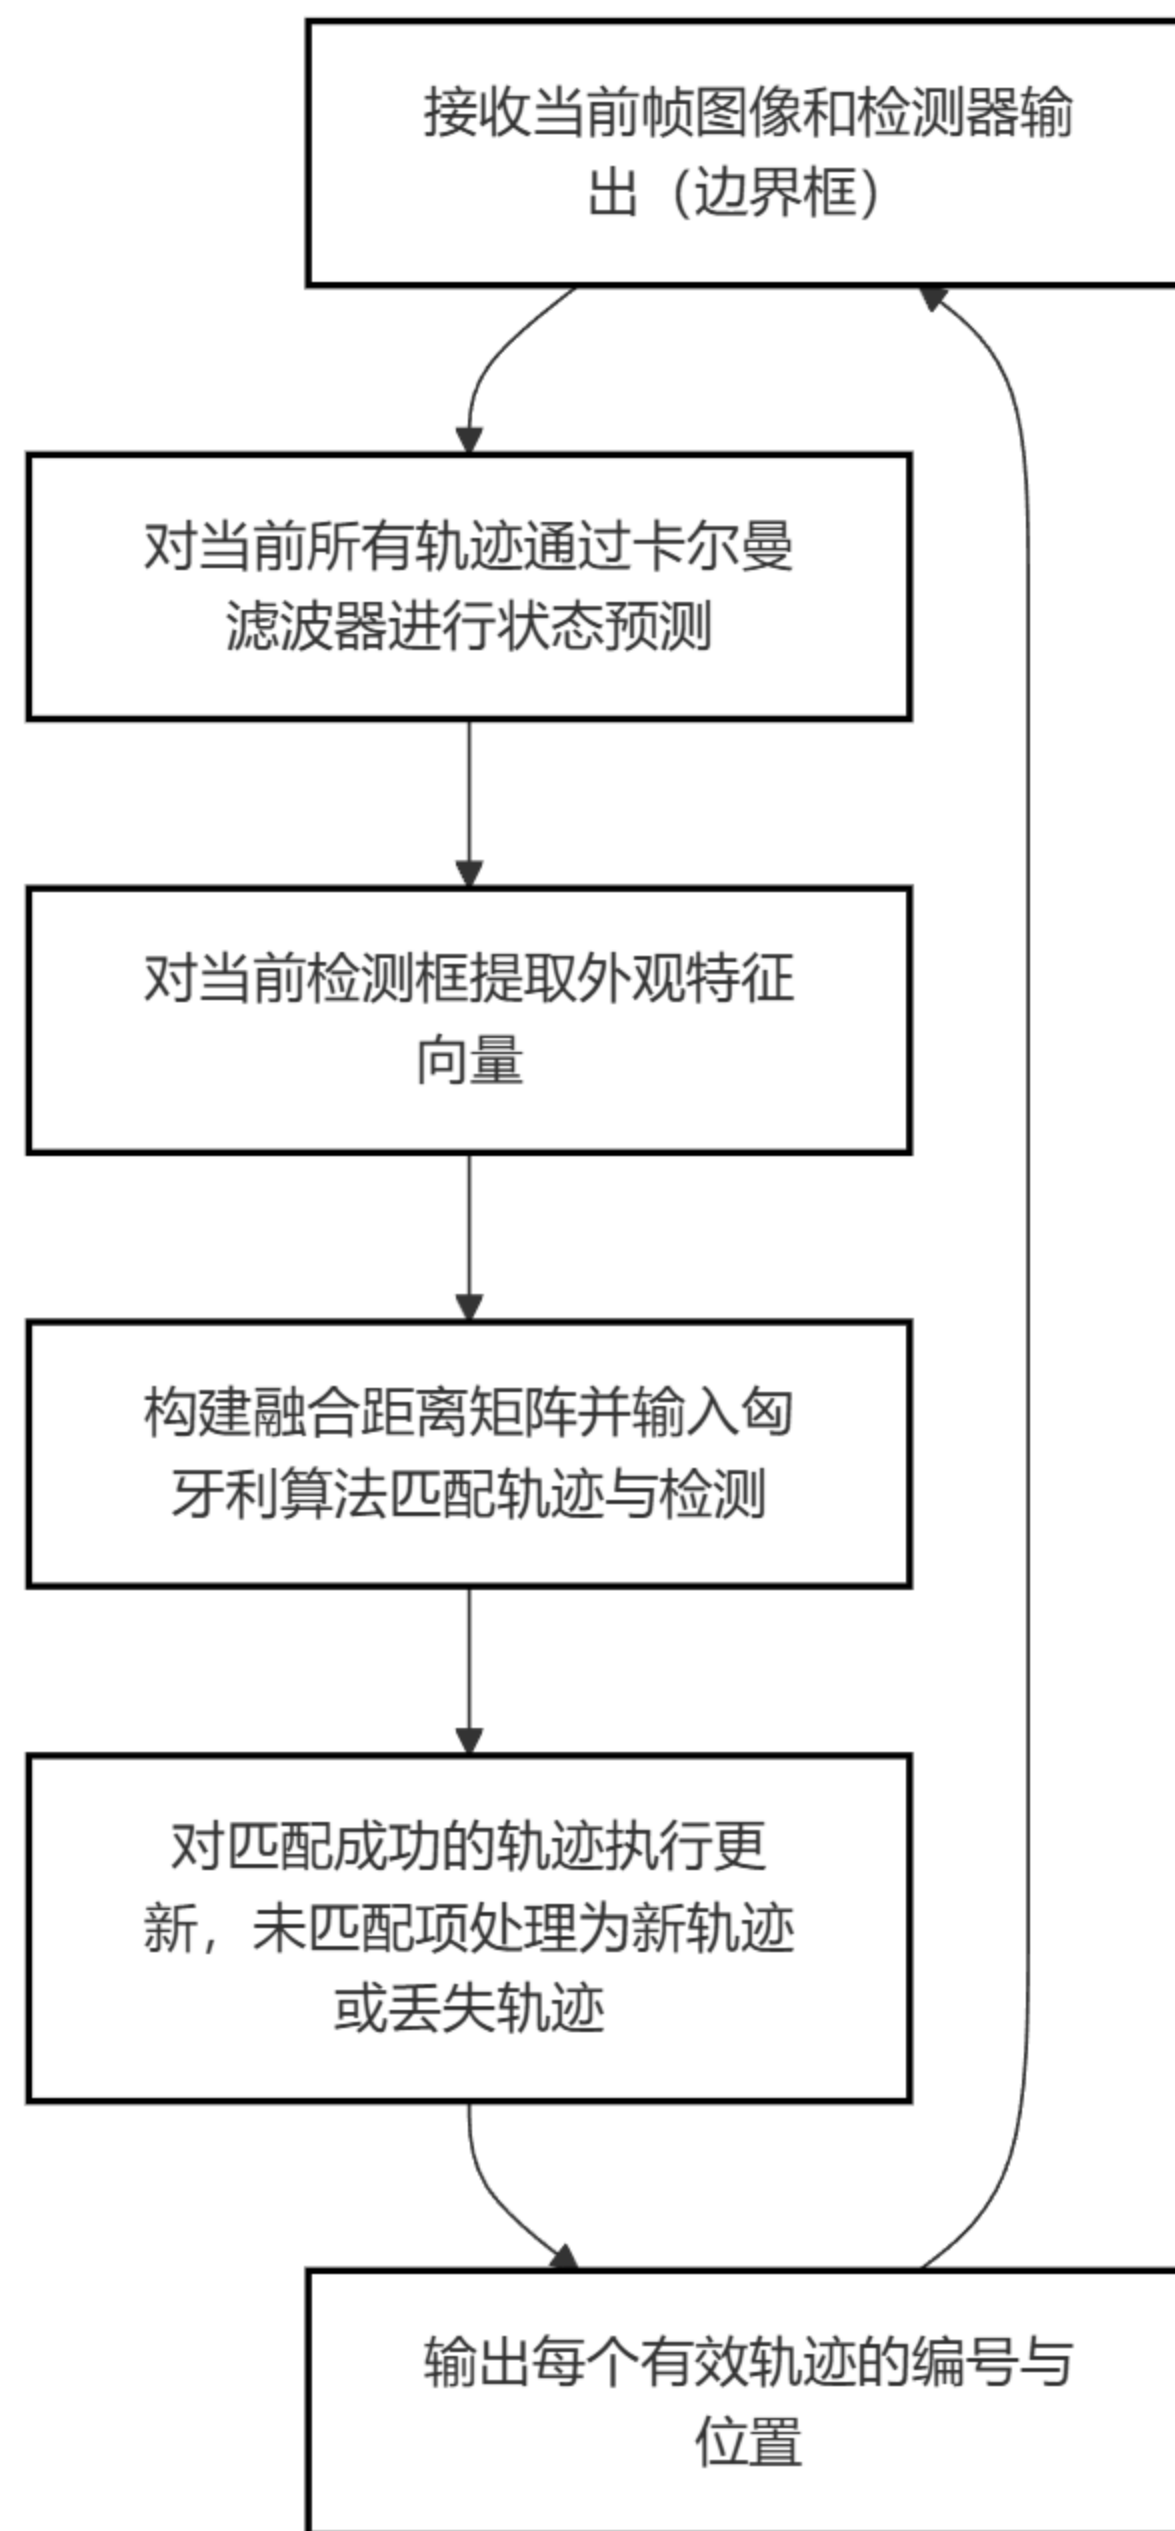 接收当前帧图像和检测器输
出（边界框）
对当前所有轨迹通过卡尔曼
滤波器进行状态预测
对当前检测框提取外观特征
向量
构建融合距离矩阵并输入匈
牙利算法匹配轨迹与检测
对匹配成功的轨迹执行更
新，未匹配项处理为新轨迹
或丢失轨迹
输出每个有效轨迹的编号与
位置